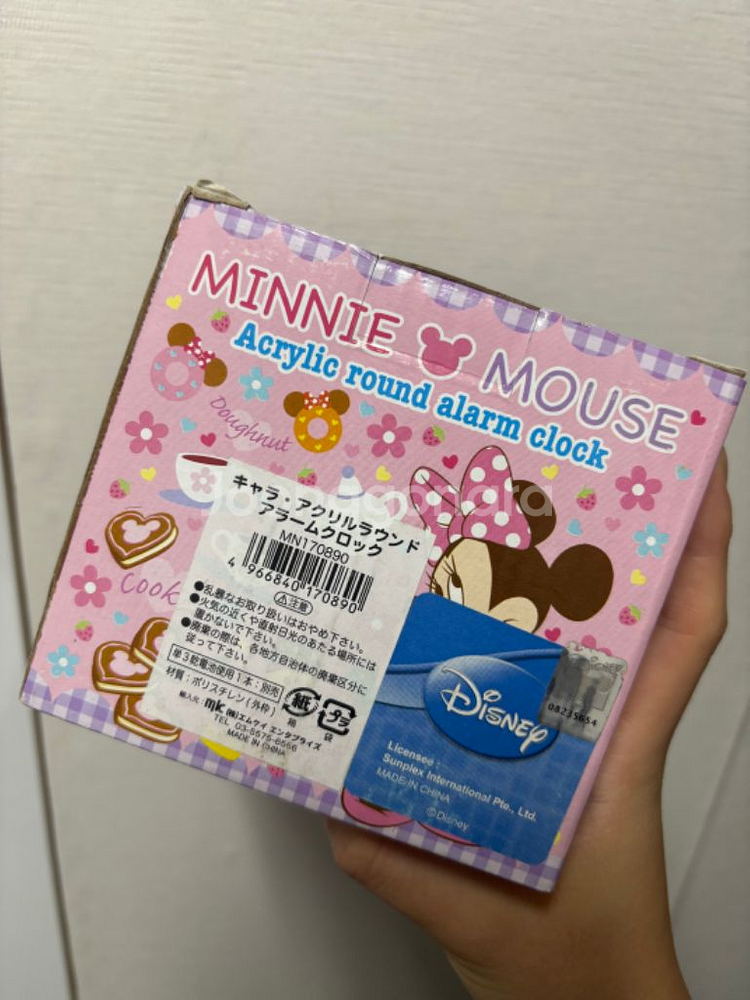 MINNIE MOUSE
Acrylic round alarm clock
Doughnut
Cook
キャラ：アクリルラウンド
アラームクロック
MN170890
4 966840 170890
⚠注意
●乱暴なお取り扱いはおやめ下さい。
●火気の近くや直射日光のあたる場所には
置かないで下さい。
●廃棄の際は、各地方自治体の廃棄区分に
従って下さい。
単3乾電池使用1本：別売
材質：ポリスチレン(外枠)
紙 箱
プラ 袋
輸入元：mk (株)エムケイ エンタプライズ
TEL 03-5575-6566
MADE IN CHINA
Disney
08235654
Licensee :
Sunplex International Pte., Ltd.
MADE IN CHINA
©Disney